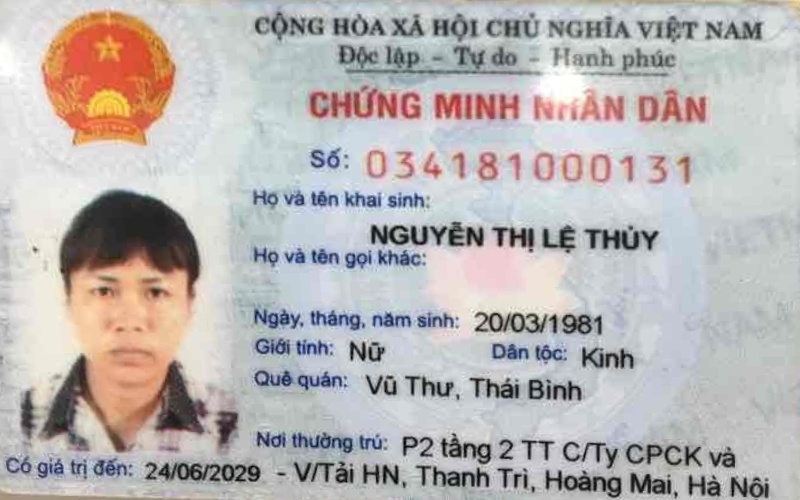 CỘNG HÒA XÃ HỘI CHỦ NGHĨA VIỆT NAM
Độc lập - Tự do - Hạnh phúc
CHỨNG MINH NHÂN DÂN
Số: 034181000131
Họ và tên khai sinh:
NGUYỄN THỊ LỆ THỦY
Họ và tên gọi khác:
Ngày, tháng, năm sinh: 20/03/1981
Giới tính: Nữ Dân tộc: Kinh
Quê quán: Vũ Thư, Thái Bình
Nơi thường trú: P2 tầng 2 TT C/Ty CPCK và
Có giá trị đến: 24/06/2029 - V/Tải HN, Thanh Trì, Hoàng Mai, Hà Nội